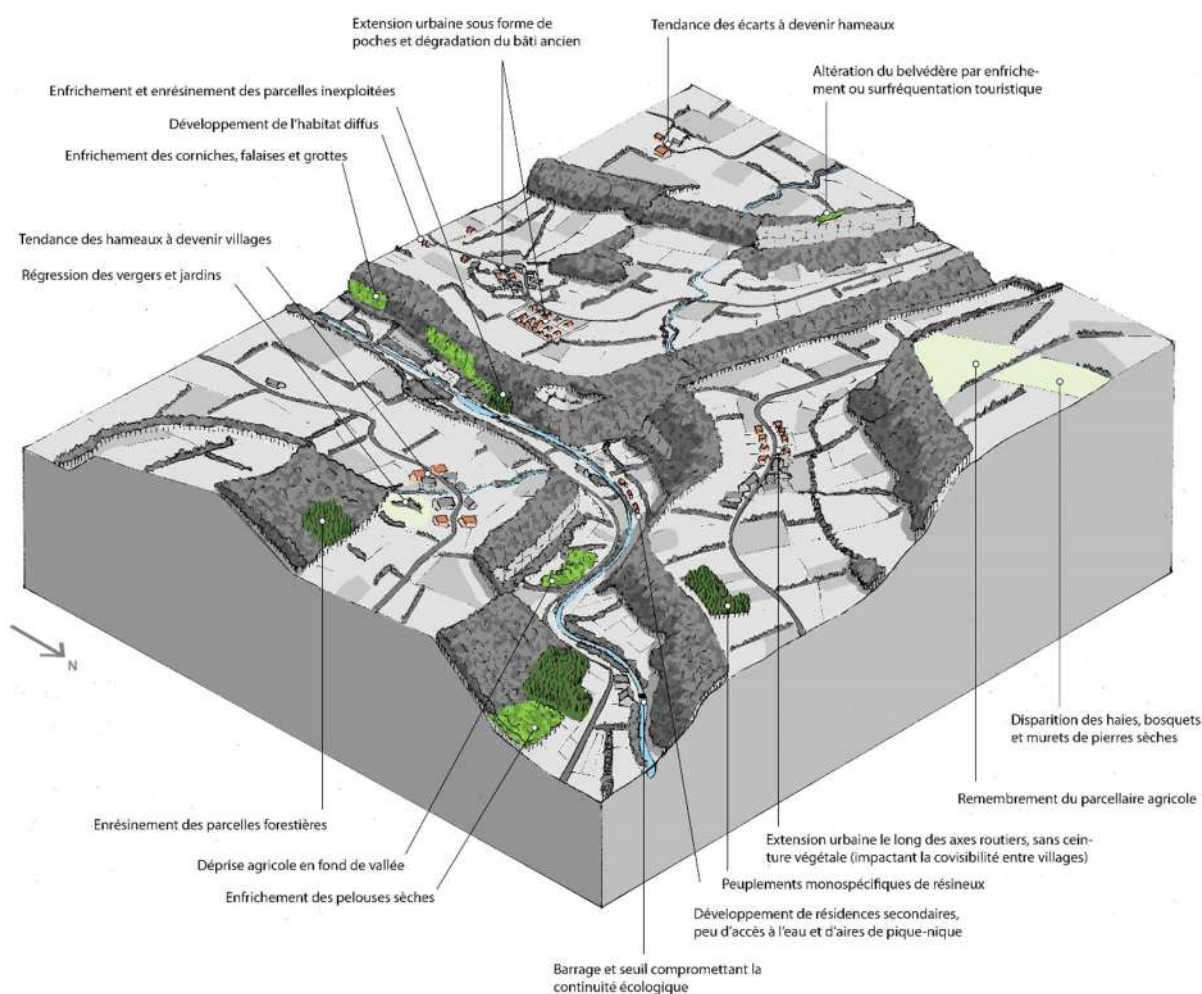 Extension urbaine sous forme de
poches et dégradation du bâti ancien
Tendance des écarts à devenir hameaux
Altération du belvédère par enfriche-
ment ou surfréquentation touristique
Enfrichement et enrésinement des parcelles inexploitées
Développement de l'habitat diffus
Enfrichement des corniches, falaises et grottes
Tendance des hameaux à devenir villages
Régression des vergers et jardins
N
Disparition des haies, bosquets
et murets de pierres sèches
Remembrement du parcellaire agricole
Enrésinement des parcelles forestières
Extension urbaine le long des axes routiers, sans cein-
ture végétale (impactant la covisibilité entre villages)
Déprise agricole en fond de vallée
Peuplements monospécifiques de résineux
Enfrichement des pelouses sèches
Développement de résidences secondaires,
peu d'accès à l'eau et d'aires de pique-nique
Barrage et seuil compromettant la
continuité écologique